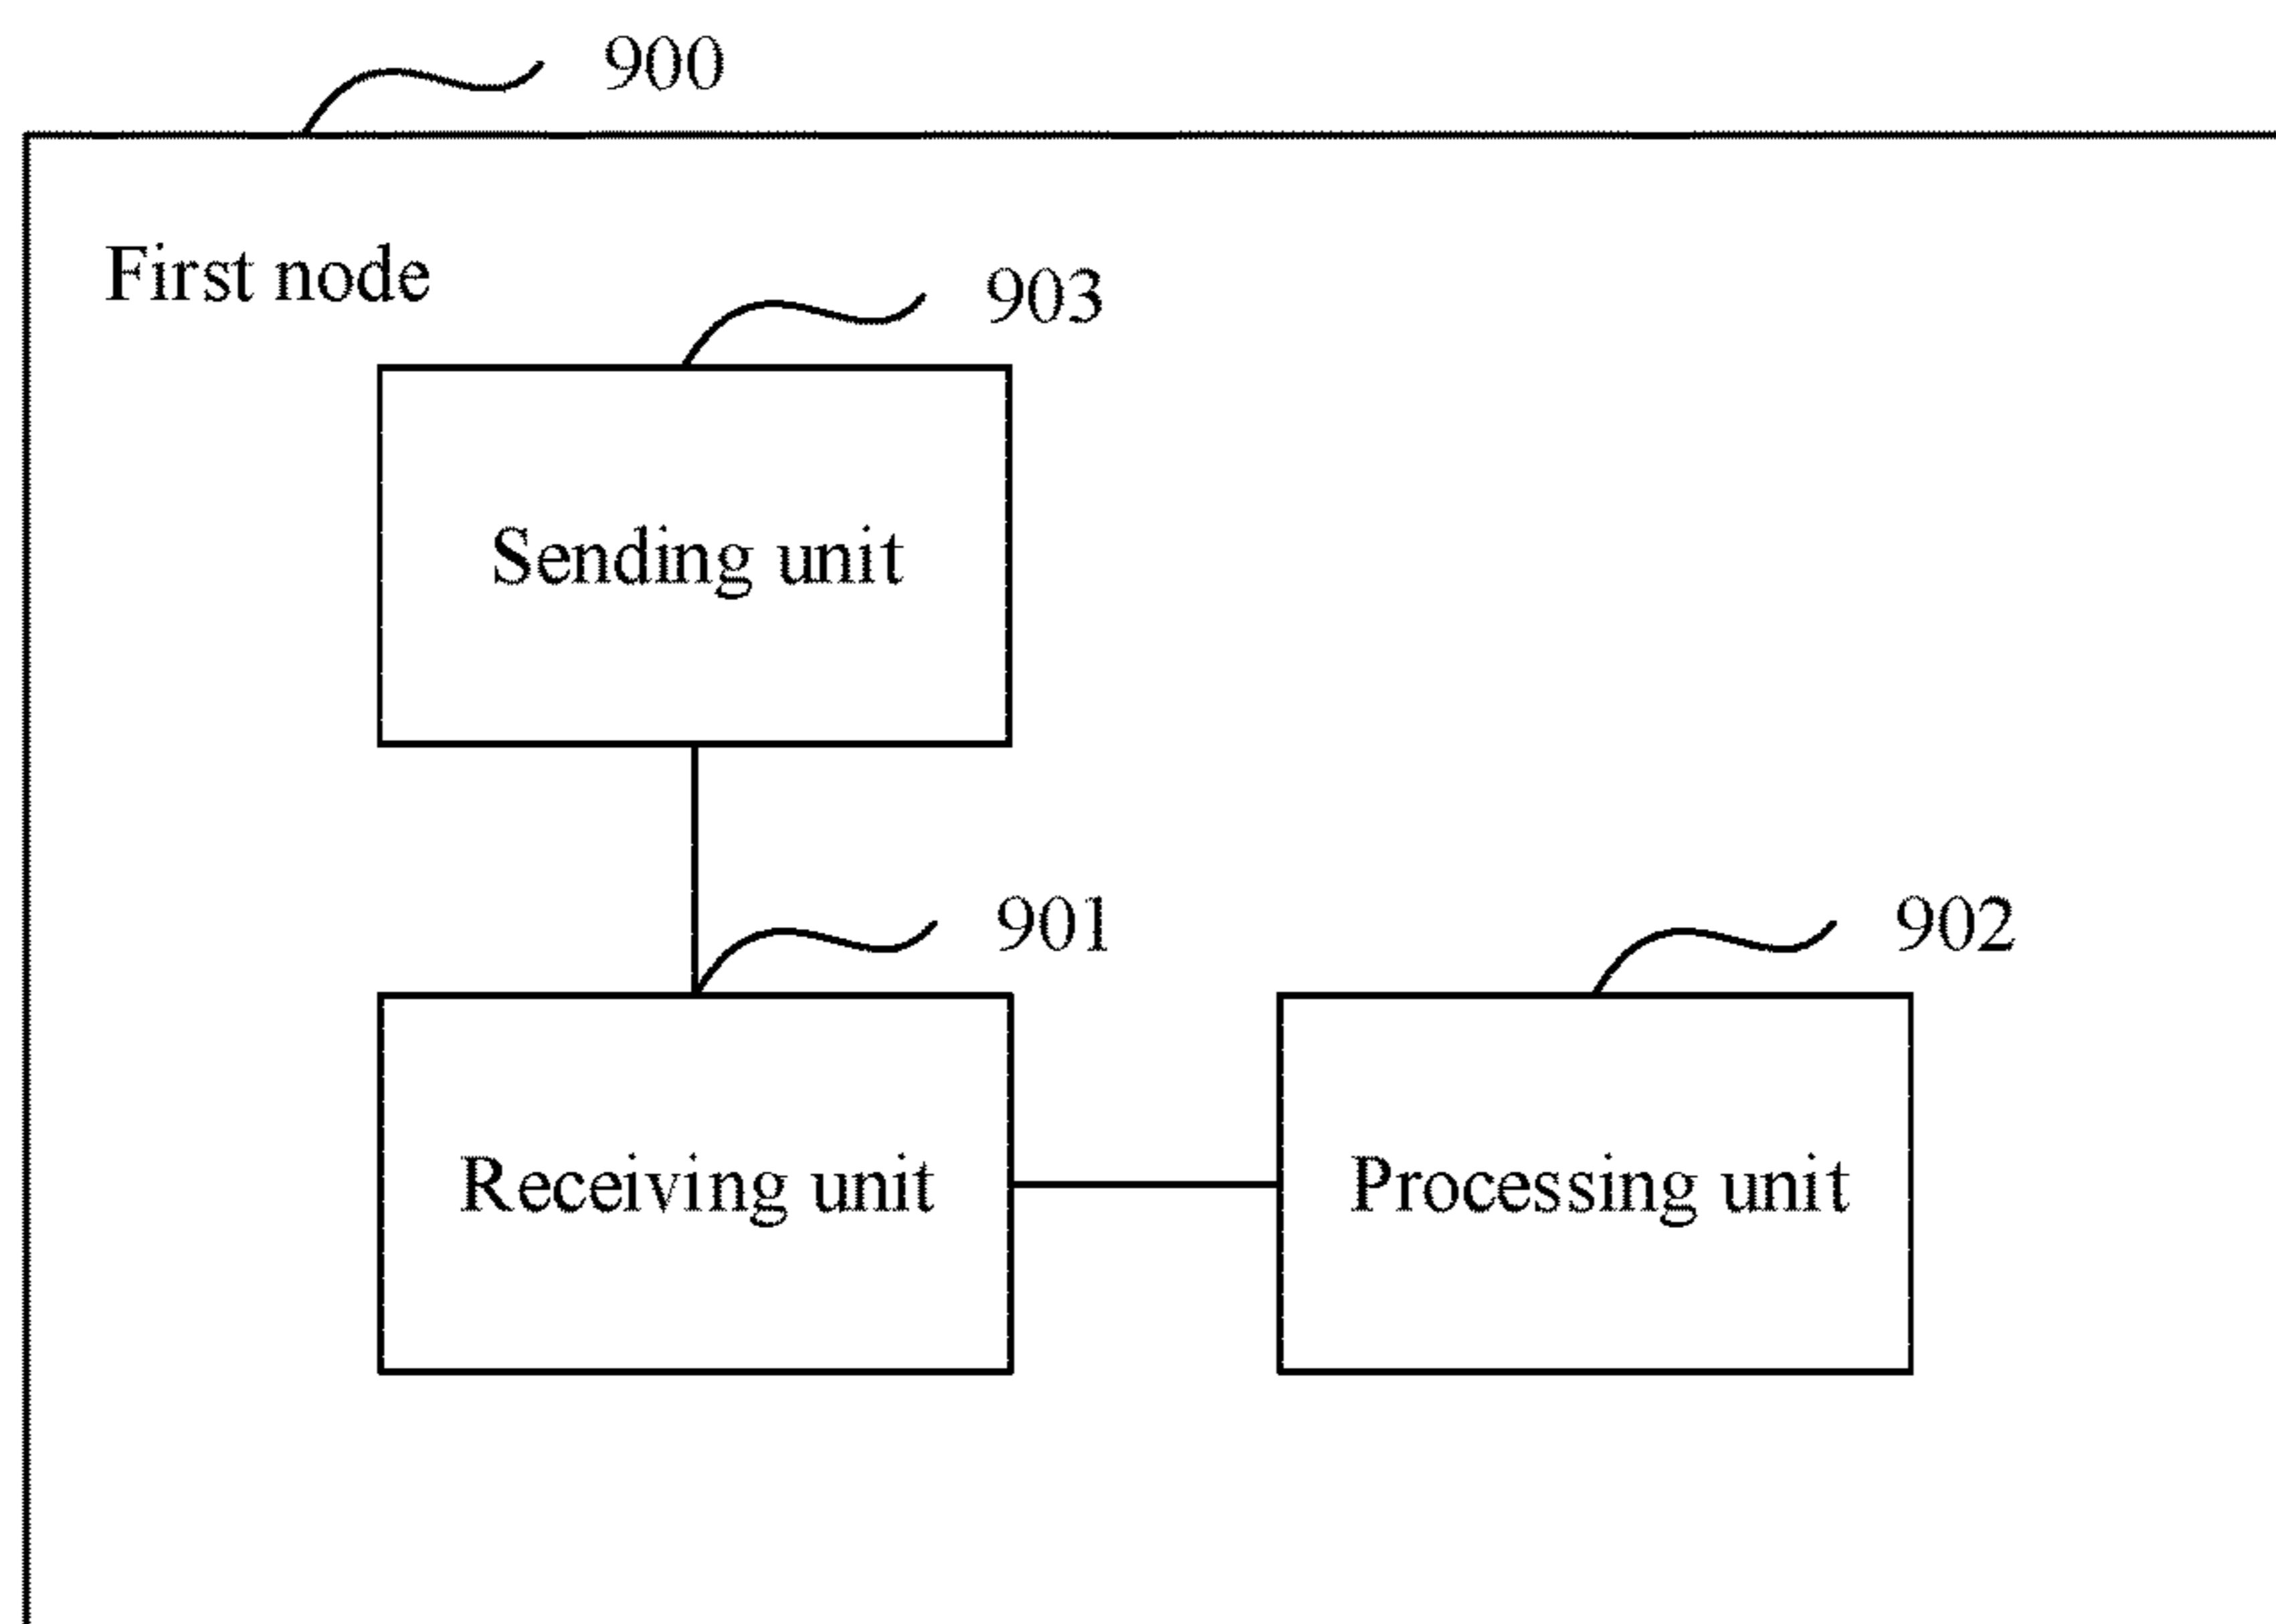 900
First node
903
Sending unit
901
902
Receiving unit
Processing unit